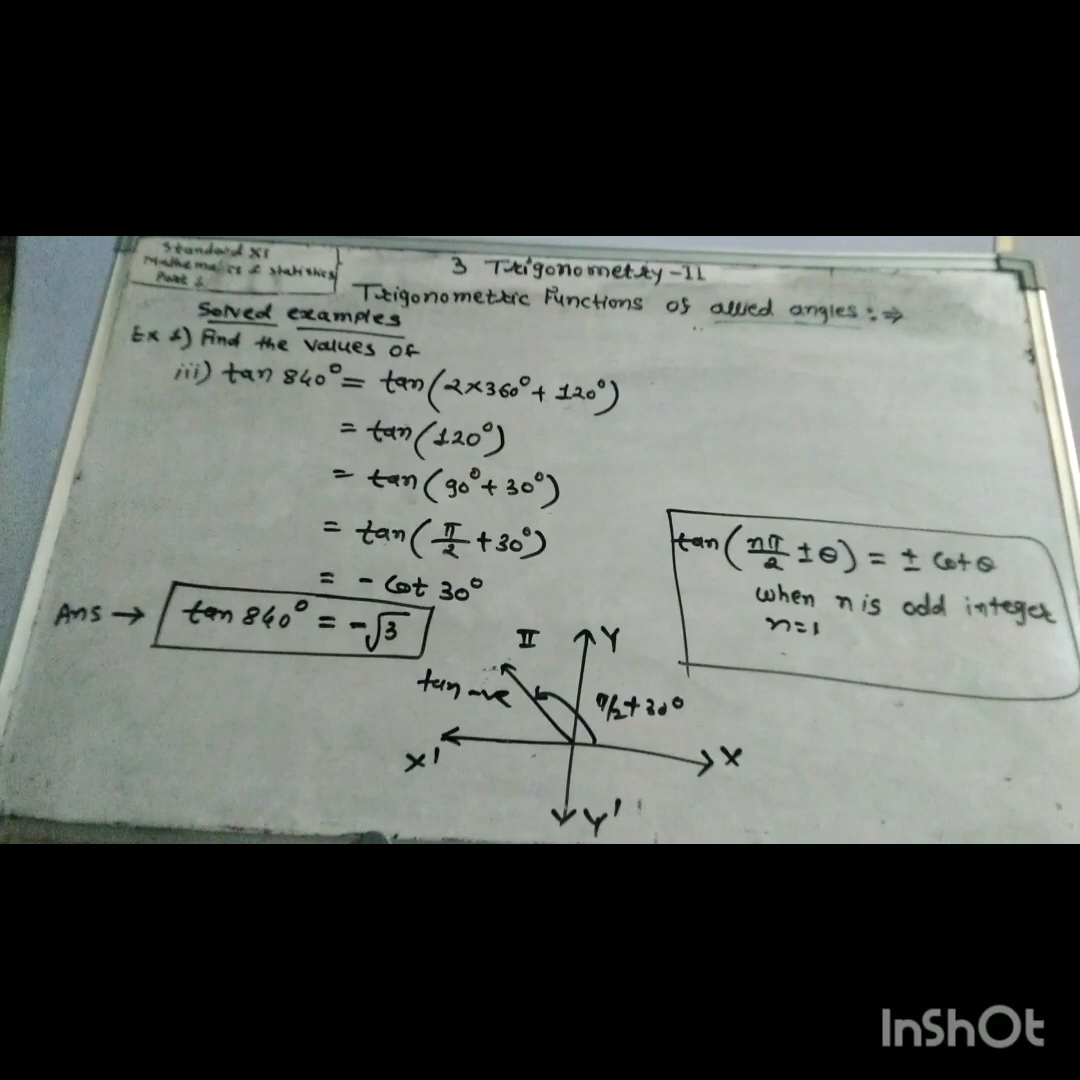 Standard XI
Mathematics & statistics
Part 1
3 Trigonometry-II
Trigonometric Functions of allied angles :⇒
Solved examples
Ex 1) Find the values of
iii) tan 840° = tan(2×360°+120°)
= tan(120°)
= tan(90°+30°)
= tan(π/2 +30°)
= - cot 30°
Ans → tan 840° = -√3
tan(nπ/2 ± θ) = ± cot θ
when n is odd integer
n=1
II
Y
tan -ve
π/2+30°
X'
X
Y'
InShOt